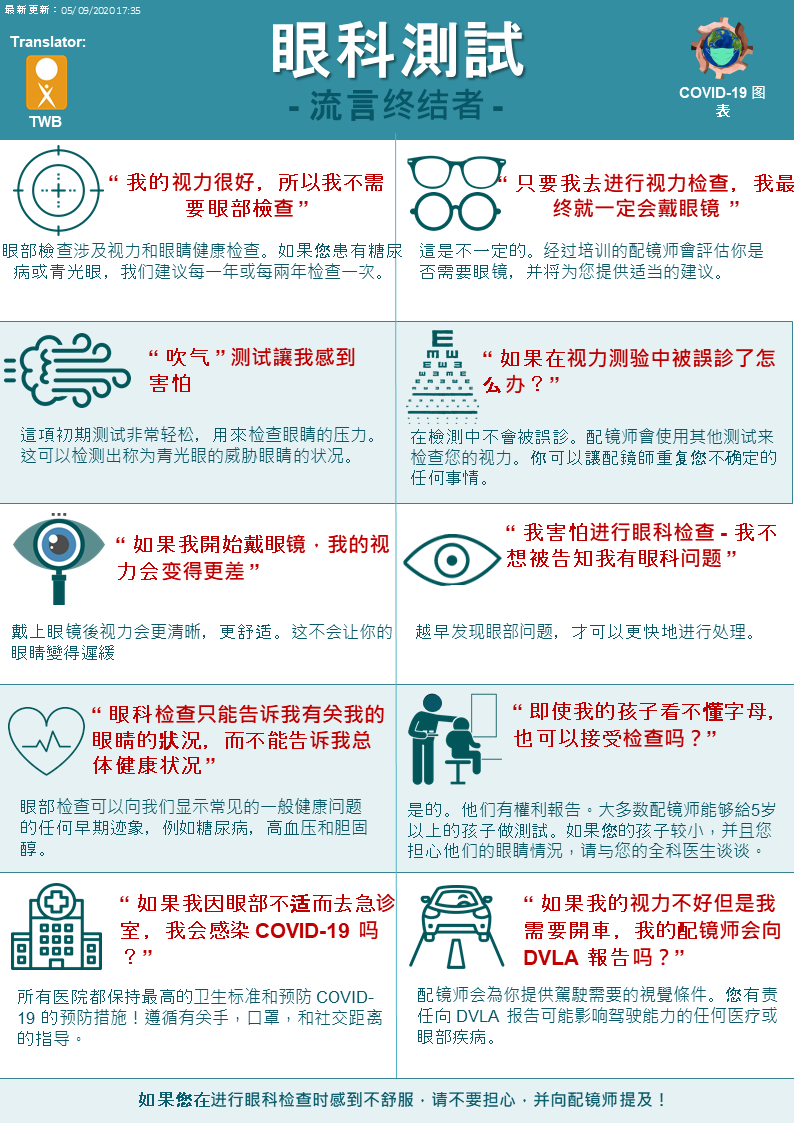 最新更新：05/ 09/2020 17:35
Translator:
TWB
眼科測試
- 流言终结者 -
COVID-19 图
表
“ 我的视力很好，所以我不需
要眼部檢查 ”
眼部檢查涉及视力和眼睛健康检查。如果您患有糖尿
病或青光眼，我们建议每一年或每兩年检查一次。
“ 只要我去进行视力检查，我最
终就一定会戴眼镜 ”
這是不一定的。经过培训的配镜师會評估你是
否需要眼镜，并将为您提供适当的建议。
“ 吹气 ” 测试讓我感到
害怕
這項初期测试非常轻松，用來检查眼睛的压力。
这可以检测出称为青光眼的威胁眼睛的状况。
“ 如果在视力测验中被誤診了怎
么办？”
在檢測中不會被誤診。配镜师會使用其他测试来
检查您的视力。你可以讓配鏡師重复您不确定的
任何事情。
“ 如果我開始戴眼镜，我的视
力会变得更差 ”
戴上眼镜後视力会更清晰，更舒适。这不会让你的
眼睛變得遲緩
“ 我害怕进行眼科检查 - 我不
想被告知我有眼科问题 ”
越早发现眼部问题，才可以更快地进行处理。
“ 眼科检查只能告诉我有关我的
眼睛的狀况，而不能告诉我总
体健康状况”
眼部检查可以向我们显示常见的一般健康问题
的任何早期迹象，例如糖尿病，高血压和胆固
醇。
“ 即使我的孩子看不懂字母，
也可以接受检查吗？”
是的。他们有權利報告。大多数配镜师能够給5岁
以上的孩子做測試。如果您的孩子较小，并且您
担心他们的眼睛情況，请与您的全科医生谈谈。
“ 如果我因眼部不适而去急诊
室，我会感染 COVID-19 吗
？”
所有医院都保持最高的卫生标准和预防 COVID-
19 的预防措施！遵循有关手，口罩，和社交距离
的指导。
“ 如果我的视力不好但是我
需要開車，我的配镜师会向
DVLA 報告吗？”
配镜师会為你提供駕駛需要的視覺條件。您有责
任向 DVLA 报告可能影响驾驶能力的任何医疗或
眼部疾病。
如果您在进行眼科检查时感到不舒服，请不要担心，并向配镜师提及！